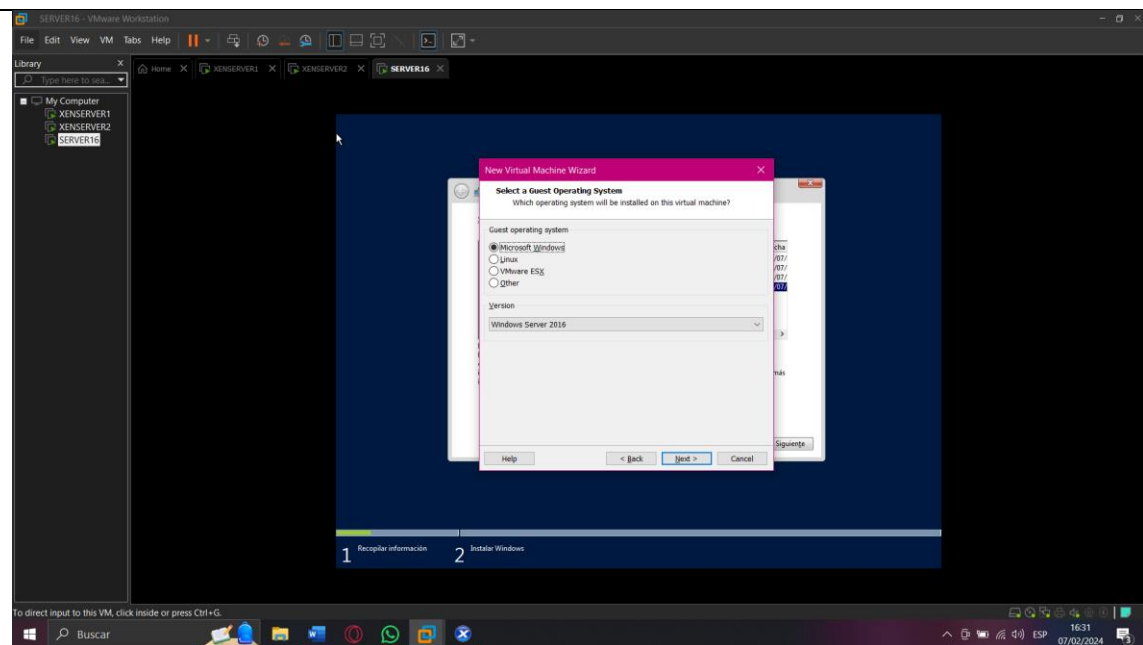 SERVER16 - VMware Workstation
File Edit View VM Tabs Help
Library X
Type here to sea...
Home X XENSERVER1 X XENSERVER2 X SERVER16 X
My Computer
XENSERVER1
XENSERVER2
SERVER16
New Virtual Machine Wizard
Select a Guest Operating System
Which operating system will be installed on this virtual machine?
Guest operating system
Microsoft Windows
Linux
VMware ESX
Other
Version
Windows Server 2016
cha
/07/
/07/
/07/
/07/
más
Siguiente
Help < Back Next > Cancel
1 Recopilar información 2 Instalar Windows
To direct input to this VM, click inside or press Ctrl+G.
Buscar
ESP
16:31
07/02/2024